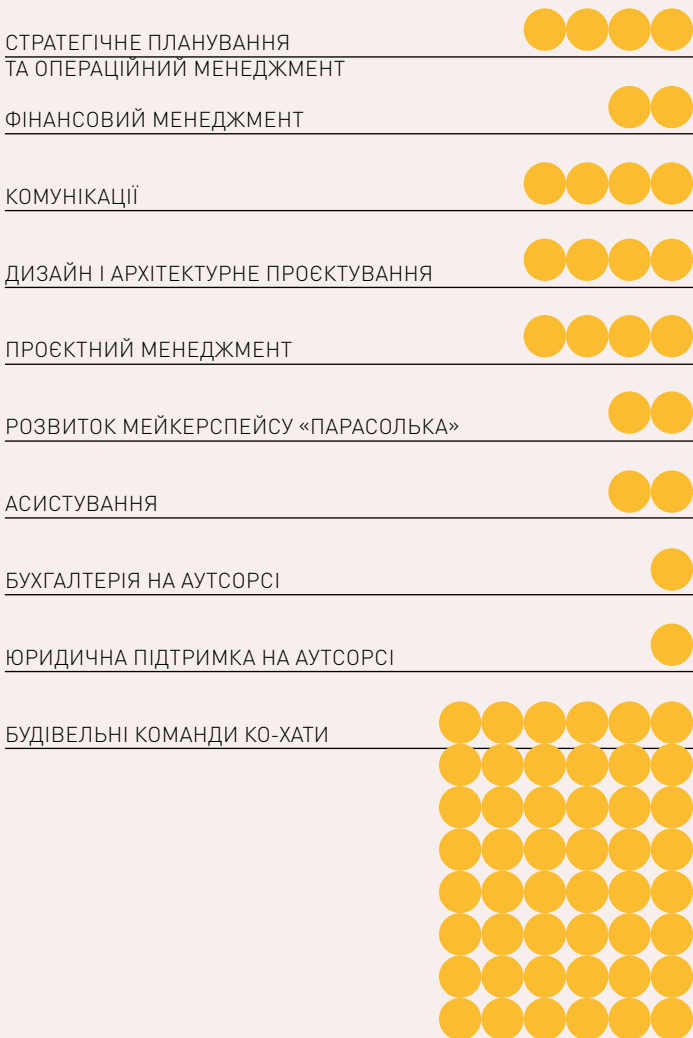 СТРАТЕГІЧНЕ ПЛАНУВАННЯ
ТА ОПЕРАЦІЙНИЙ МЕНЕДЖМЕНТ
ФІНАНСОВИЙ МЕНЕДЖМЕНТ
КОМУНІКАЦІЇ
ДИЗАЙН І АРХІТЕКТУРНЕ ПРОЄКТУВАННЯ
ПРОЄКТНИЙ МЕНЕДЖМЕНТ
РОЗВИТОК МЕЙКЕРСПЕЙСУ «ПАРАСОЛЬКА»
АСИСТУВАННЯ
БУХГАЛТЕРІЯ НА АУТСОРСІ
ЮРИДИЧНА ПІДТРИМКА НА АУТСОРСІ
БУДІВЕЛЬНІ КОМАНДИ КО-ХАТИ